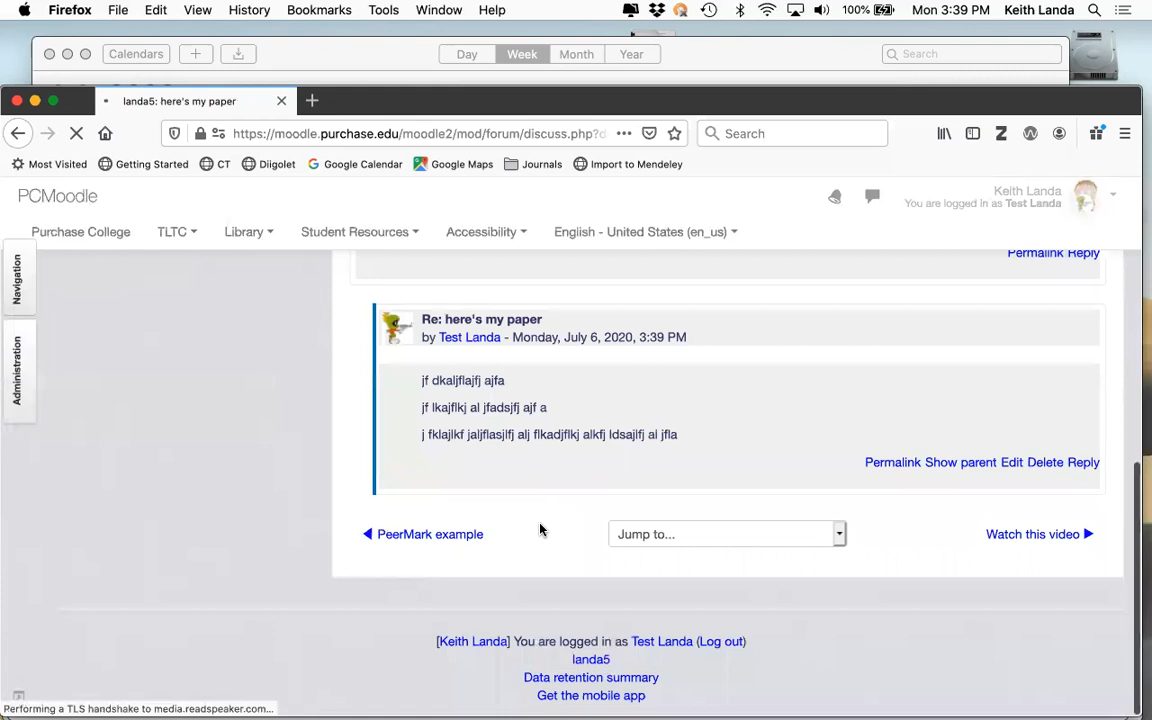 Firefox File Edit View History Bookmarks Tools Window Help 100% Mon 3:39 PM Keith Landa
Calendars + Day Week Month Year Search
landa5: here's my paper
https://moodle.purchase.edu/moodle2/mod/forum/discuss.php?d Search
Most Visited Getting Started CT Diigolet Google Calendar Google Maps Journals Import to Mendeley
PCMoodle
Keith Landa
You are logged in as Test Landa
Purchase College TLTC Library Student Resources Accessibility English - United States (en_us)
Navigation
Administration
Permalink Reply
Re: here's my paper
by Test Landa - Monday, July 6, 2020, 3:39 PM
jf dkaljflajfj ajfa
jf lkajflkj al jfadsjfj ajf a
j fklajlkf jaljflasjlfj alj flkadjflkj alkfj ldsajlfj al jfla
Permalink Show parent Edit Delete Reply
◀ PeerMark example Jump to... Watch this video ▶
[Keith Landa] You are logged in as Test Landa (Log out)
landa5
Data retention summary
Get the mobile app
Performing a TLS handshake to media.readspeaker.com...